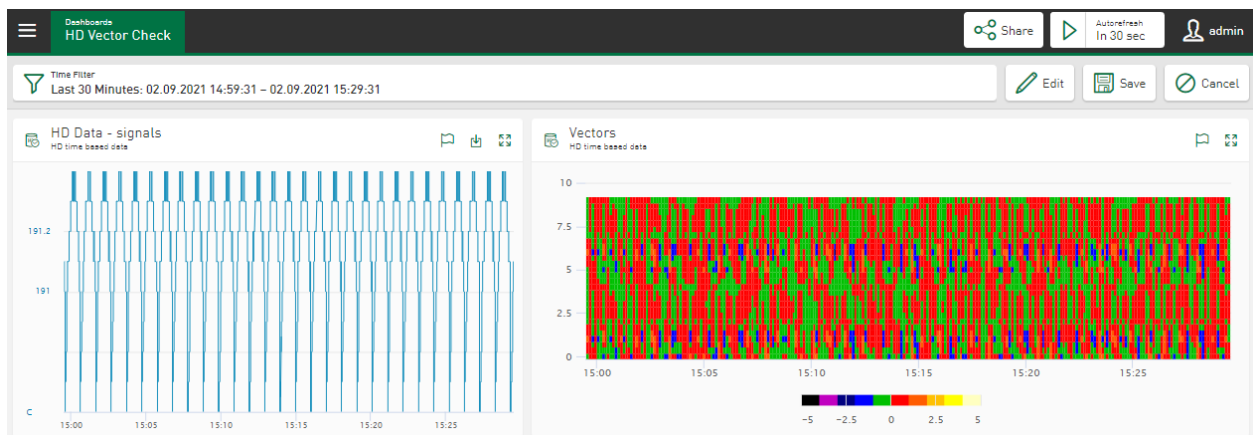 Dashboards
HD Vector Check
Share
Autorefresh
In 30 sec
admin
Time Filter
Last 30 Minutes: 02.09.2021 14:59:31 – 02.09.2021 15:29:31
Edit
Save
Cancel
HD Data - signals
HD time based data
191.2
191
C
15:00 15:05 15:10 15:15 15:20 15:25
Vectors
HD time based data
10
7.5
5
2.5
0
15:00 15:05 15:10 15:15 15:20 15:25
-5 -2.5 0 2.5 5